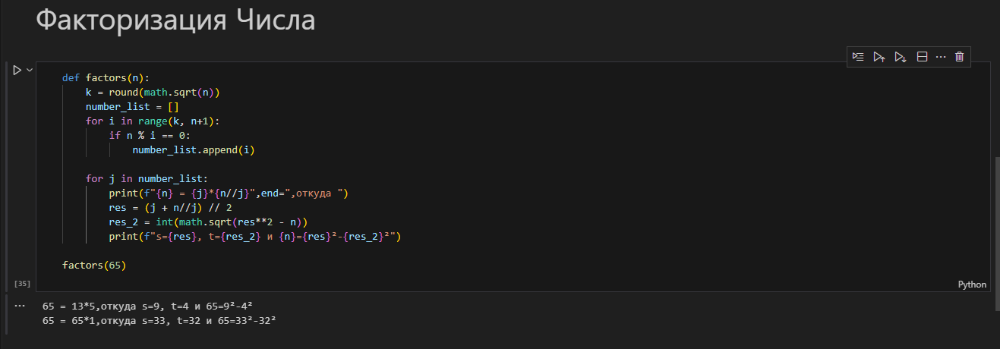 Факторизация Числа
def factors(n):
    k = round(math.sqrt(n))
    number_list = []
    for i in range(k, n+1):
        if n % i == 0:
            number_list.append(i)
    for j in number_list:
        print(f"{n} = {j}*{n//j}",end=",откуда ")
        res = (j + n//j) // 2
        res_2 = int(math.sqrt(res**2 - n))
        print(f"s={res}, t={res_2} и {n}={res}²-{res_2}²")
factors(65)
[35]
Python
65 = 13*5,откуда s=9, t=4 и 65=9²-4²
65 = 65*1,откуда s=33, t=32 и 65=33²-32²